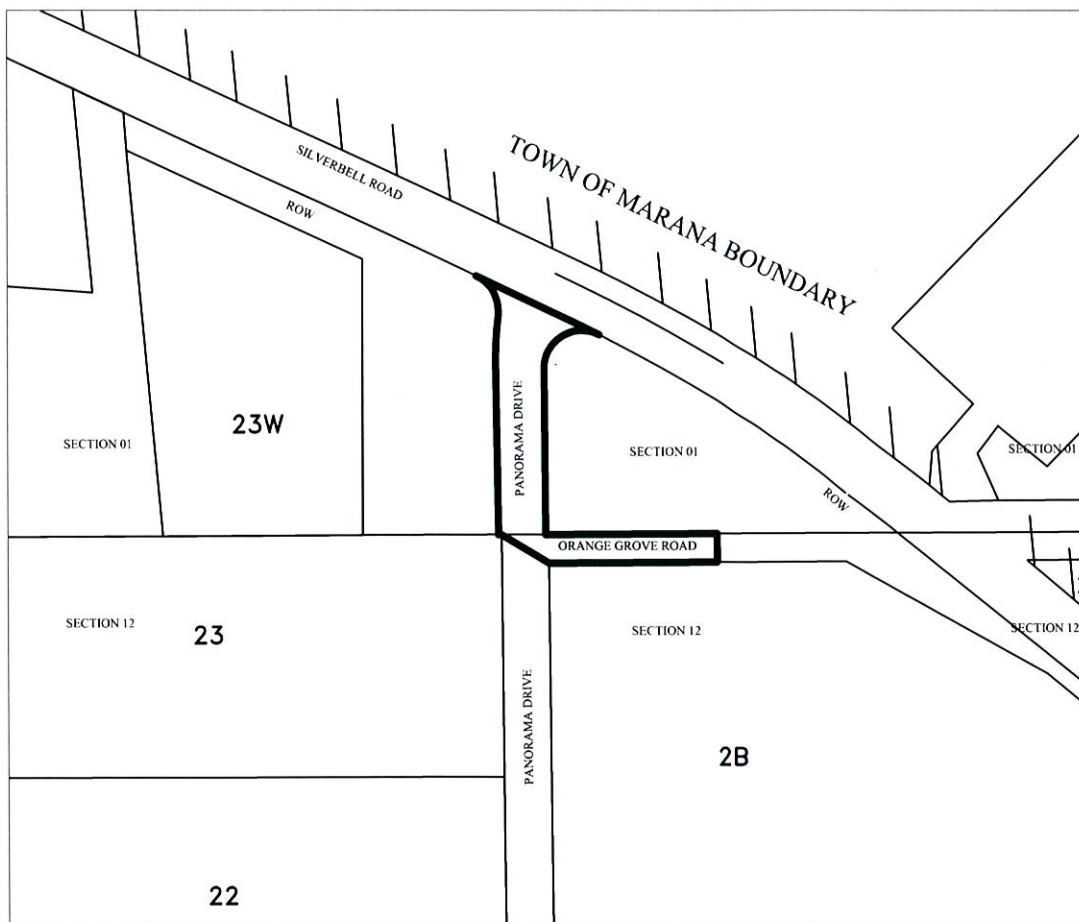 SILVERBELL ROAD
TOWN OF MARANA BOUNDARY
ROW
23W
SECTION 01
PANORAMA DRIVE
SECTION 01
SECTION 01
ROW
ORANGE GROVE ROAD
SECTION 12
23
SECTION 12
SECTION 12
PANORAMA DRIVE
2B
22